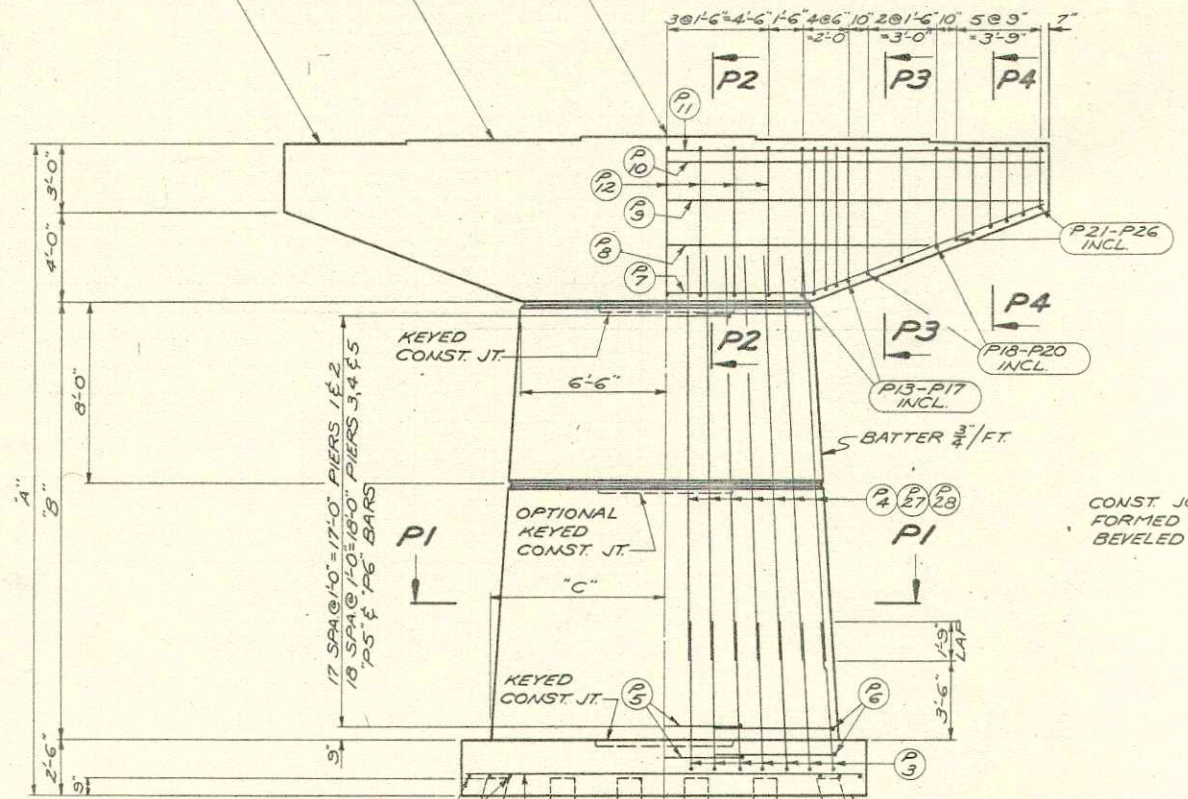 3@1'-6"=4'-6" 1'-6" 4@6" 10" 2@1'-6" 10" 5 @ 9" 7"
=2'-0 =3'-0" =3'-9"
P2 P3 P4
P11
3'-0"
P10
P12
P9
4'-0"
P8
P21-P26
INCL.
P7
P4
KEYED
CONST. JT.
P2
P3
P18-P20
INCL.
6'-6"
P13-P17
INCL.
8'-0"
BATTER 3/4"/FT.
"A"
"B"
17 SPA.@1'-0"=17'-0" PIERS 1 & 2
18 SPA.@1'-0"=18'-0" PIERS 3,4 & 5
"P5" & "P6" BARS
OPTIONAL
KEYED
CONST. JT.
P4 P27 P28
CONST. JO
FORMED
BEVELED
P1
P1
"C"
1'-9"
LAP
KEYED
CONST. JT.
P5
P6
3'-6"
2'-6"
9"
P3
9"